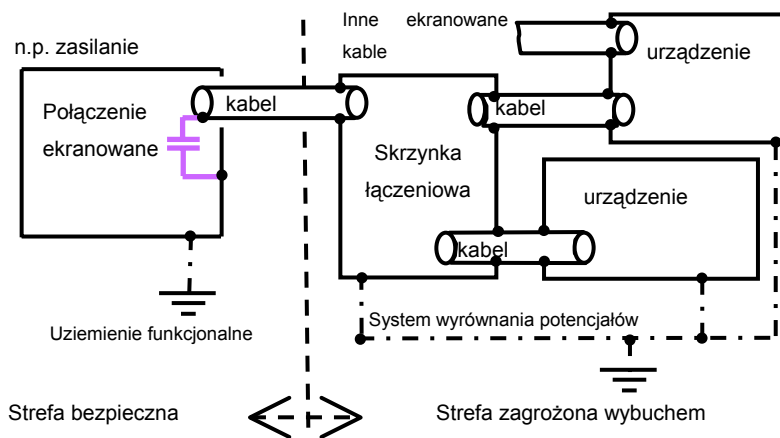 n.p. zasilanie
Połączenie
ekranowane
kabel
Uziemienie funkcjonalne
Strefa bezpieczna
Inne ekranowane
kable
urządzenie
kabel
Skrzynka
łączeniowa
urządzenie
kabel
System wyrównania potencjałów
Strefa zagrożona wybuchem